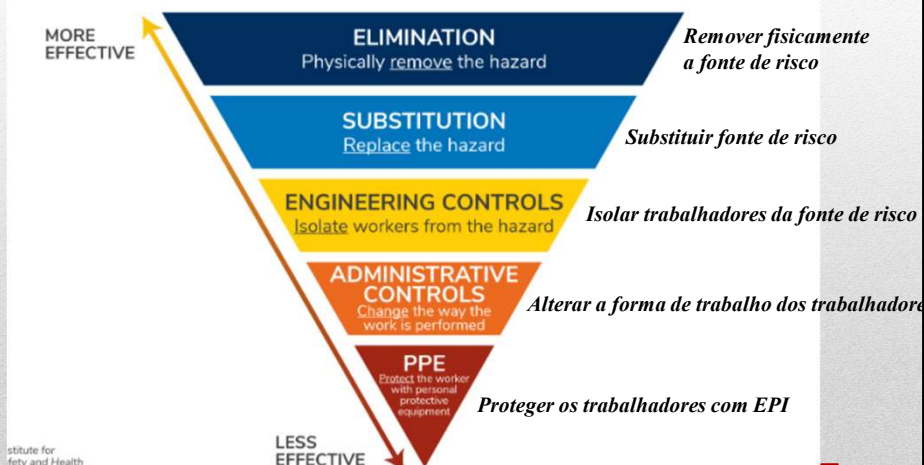 MORE
EFFECTIVE
ELIMINATION
Physically remove the hazard
Remover fisicamente
a fonte de risco
SUBSTITUTION
Replace the hazard
Substituir fonte de risco
ENGINEERING CONTROLS
Isolate workers from the hazard
Isolar trabalhadores da fonte de risco
ADMINISTRATIVE
CONTROLS
Change the way the
work is performed
Alterar a forma de trabalho dos trabalhadore
PPE
Protect the worker
with personal
protective
equipment
Proteger os trabalhadores com EPI
LESS
EFFECTIVE
stitute for
fety and Health